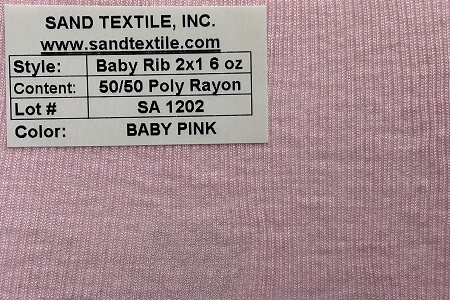 SAND TEXTILE, INC.
www.sandtextile.com
Style: Baby Rib 2x1 6 oz
Content: 50/50 Poly Rayon
Lot # SA 1202
Color: BABY PINK